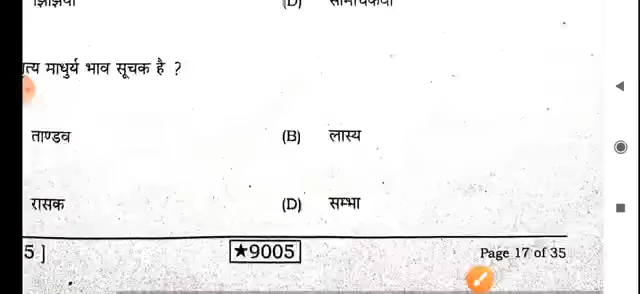 (D)
त्य माधुर्य भाव सूचक है ?
ताण्डव (B) लास्य
रासक (D) सम्भा
5 ] ★9005 Page 17 of 35